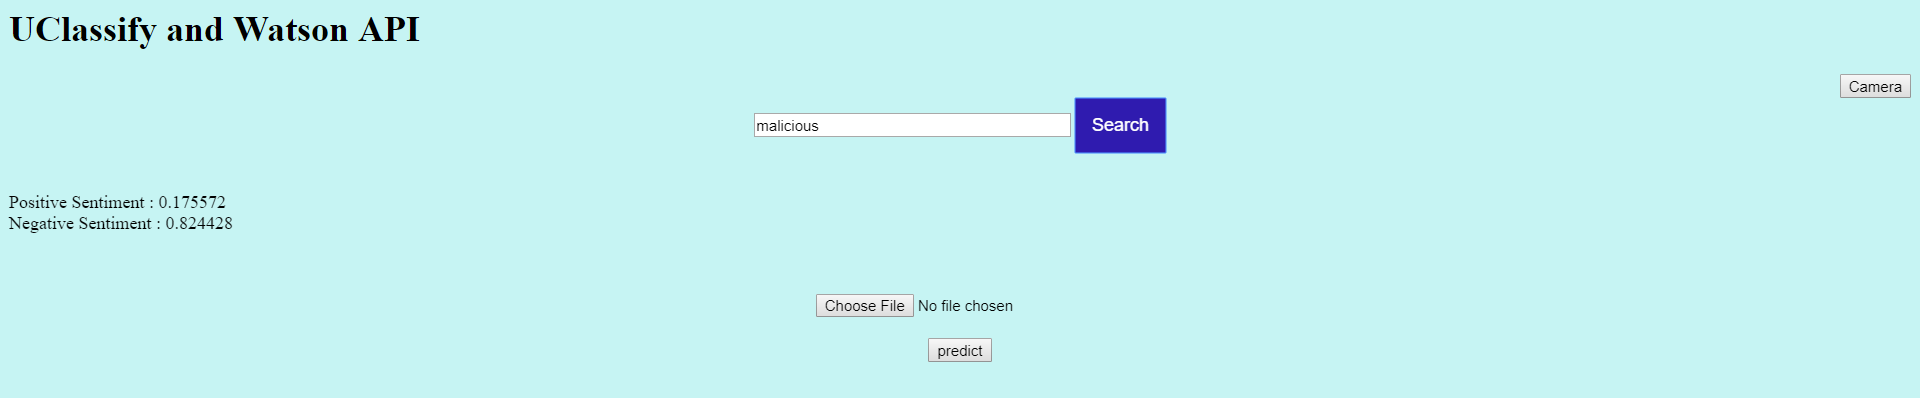 UClassify and Watson API
Camera
malicious Search
Positive Sentiment : 0.175572
Negative Sentiment : 0.824428
Choose File No file chosen
predict